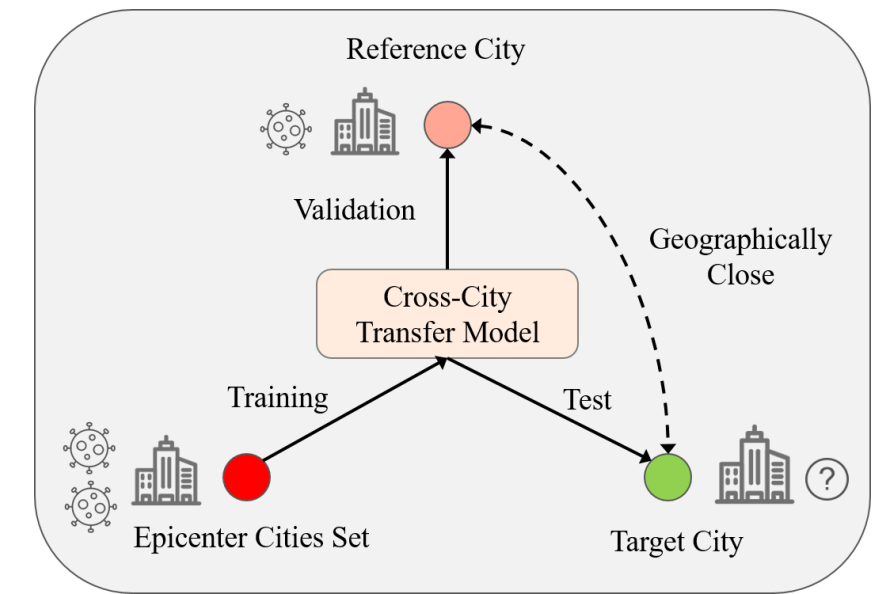 Reference City
Validation
Geographically
Close
Cross-City
Transfer Model
Training
Test
?
Epicenter Cities Set
Target City